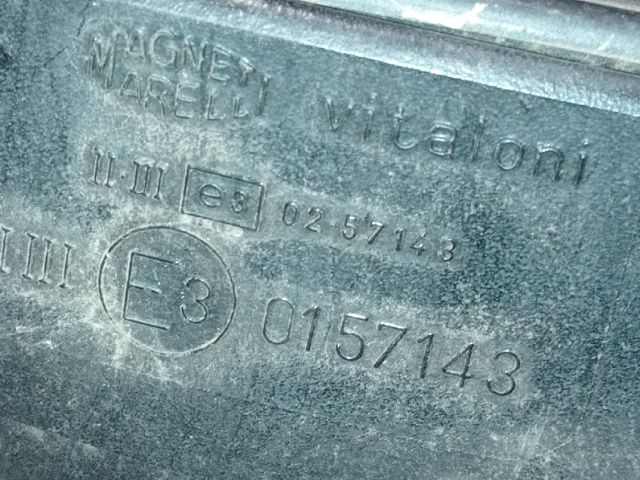 MAGNETI
MARELLI vitaloni
II·III e3 02·57143
III E3 0157143